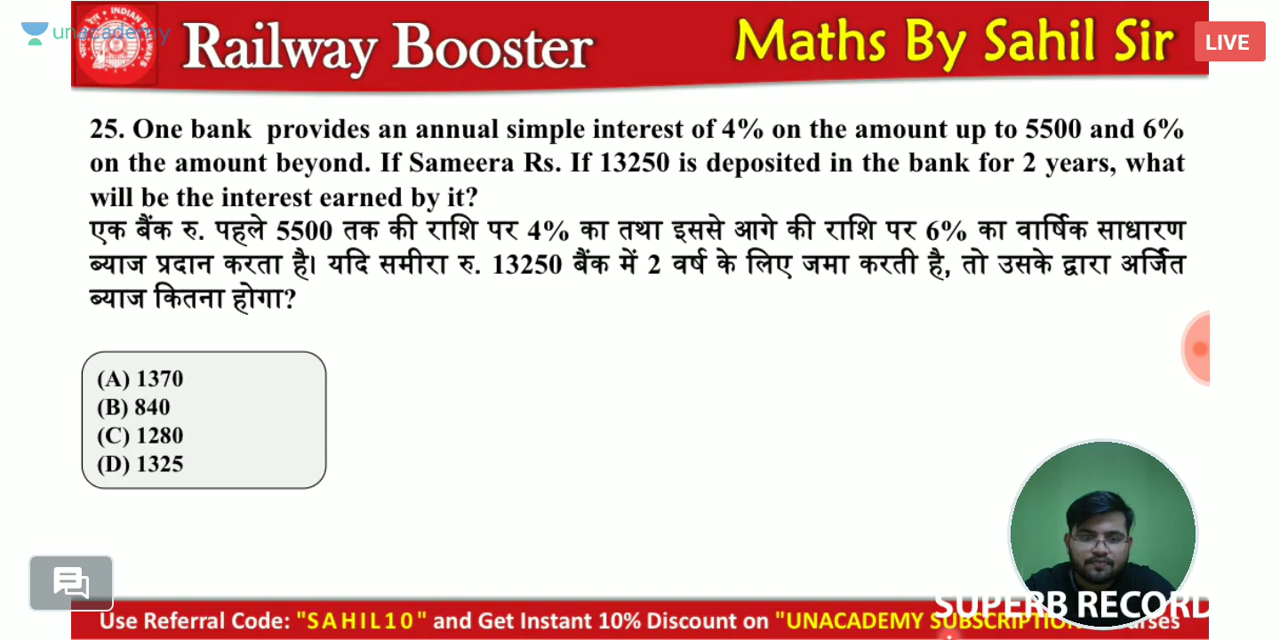 unacademy
INDIAN RAILWAYS
Railway Booster
Maths By Sahil Sir
LIVE
25. One bank provides an annual simple interest of 4% on the amount up to 5500 and 6%
on the amount beyond. If Sameera Rs. If 13250 is deposited in the bank for 2 years, what
will be the interest earned by it?
एक बैंक रु. पहले 5500 तक की राशि पर 4% का तथा इससे आगे की राशि पर 6% का वार्षिक साधारण
ब्याज प्रदान करता है। यदि समीरा रु. 13250 बैंक में 2 वर्ष के लिए जमा करती है, तो उसके द्वारा अर्जित
ब्याज कितना होगा?
(A) 1370
(B) 840
(C) 1280
(D) 1325
SUPERB RECORD
Use Referral Code: "SAHIL10" and Get Instant 10% Discount on "UNACADEMY SUBSCRIPTION"